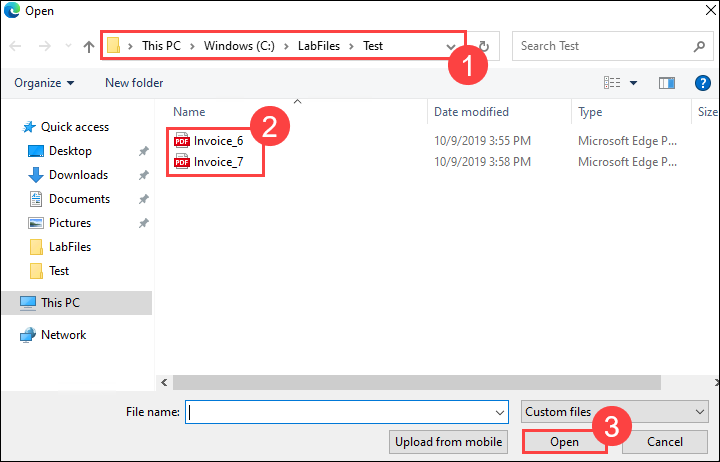 Open
This PC > Windows (C:) > LabFiles > Test
Search Test
1
Organize
New folder
Name
Date modified
Type
Size
2
Quick access
Desktop
Downloads
Documents
Pictures
LabFiles
Test
This PC
Network
PDF Invoice_6 10/9/2019 3:55 PM Microsoft Edge P...
PDF Invoice_7 10/9/2019 3:58 PM Microsoft Edge P...
File name:
Custom files
3
Upload from mobile
Open
Cancel